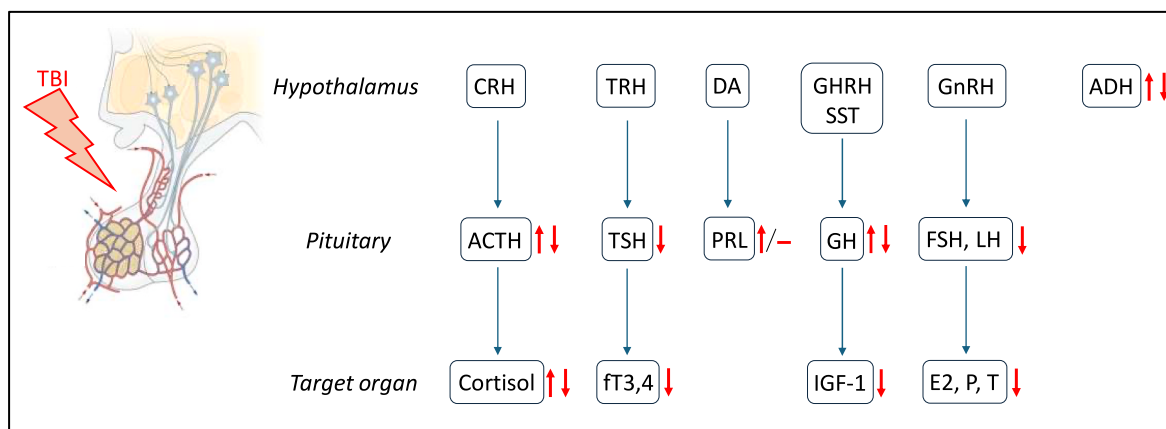 TBI
Hypothalamus
CRH
TRH
DA
GHRH
SST
GnRH
ADH
Pituitary
ACTH
TSH
PRL
/–
GH
FSH, LH
Target organ
Cortisol
fT3,4
IGF-1
E2, P, T